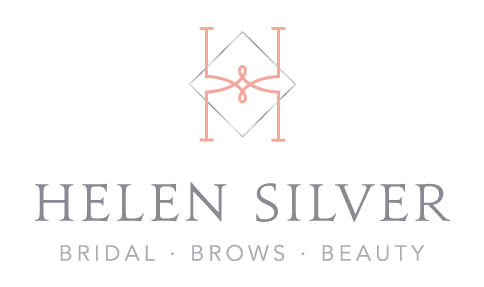 H
HELEN SILVER
BRIDAL · BROWS · BEAUTY